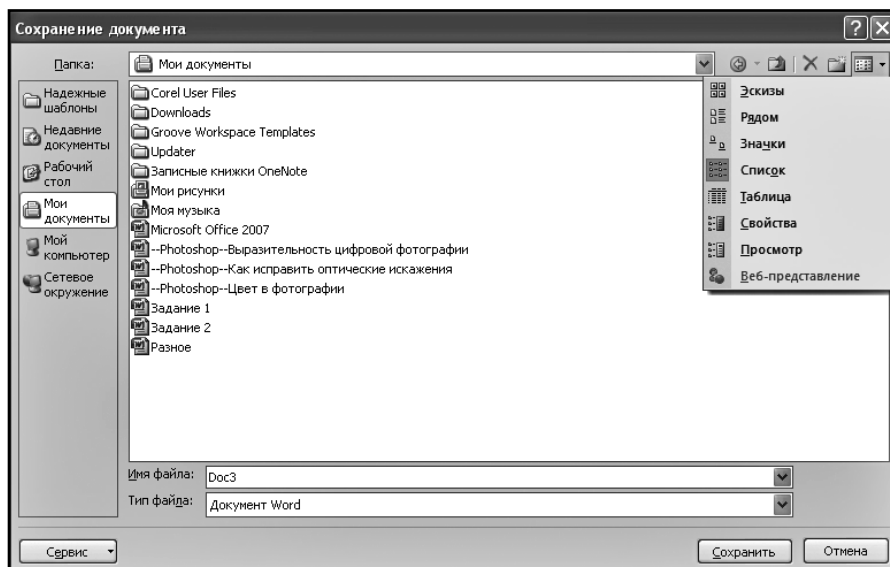 Сохранение документа
Папка:
Мои документы
Надежные
шаблоны
Недавние
документы
Рабочий
стол
Мои
документы
Мой
компьютер
Сетевое
окружение
Corel User Files
Downloads
Groove Workspace Templates
Updater
Записные книжки OneNote
Мои рисунки
Моя музыка
Microsoft Office 2007
--Photoshop--Выразительность цифровой фотографии
--Photoshop--Как исправить оптические искажения
--Photoshop--Цвет в фотографии
Задание 1
Задание 2
Разное
Эскизы
Рядом
Значки
Список
Таблица
Свойства
Просмотр
Веб-представление
Имя файла:
Doc3
Тип файла:
Документ Word
Сервис
Сохранить
Отмена